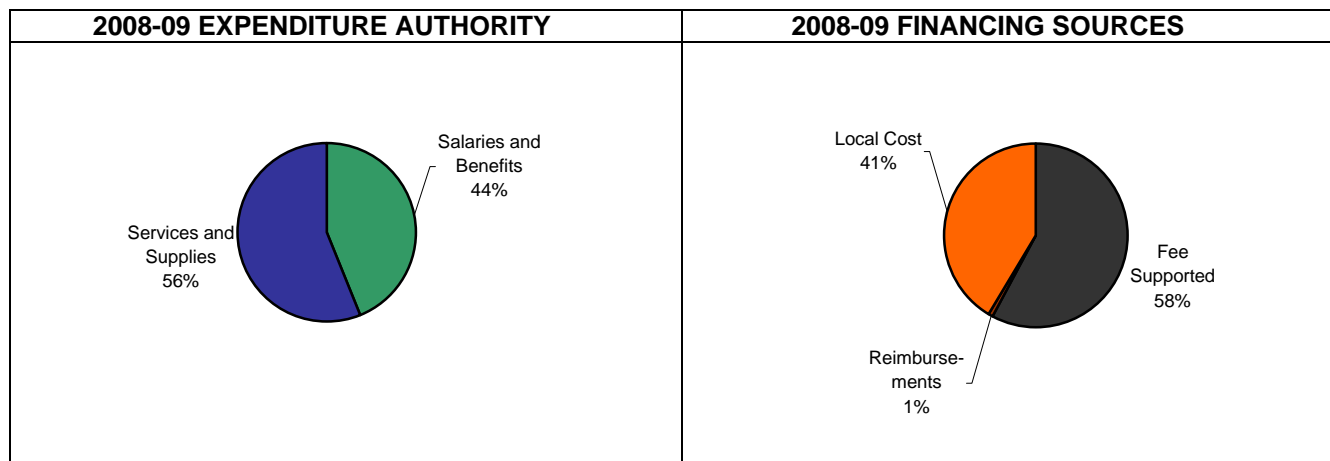 2008-09 EXPENDITURE AUTHORITY
Salaries and
Benefits
44%
Services and
Supplies
56%
2008-09 FINANCING SOURCES
Local Cost
41%
Fee
Supported
58%
Reimburse-
ments
1%